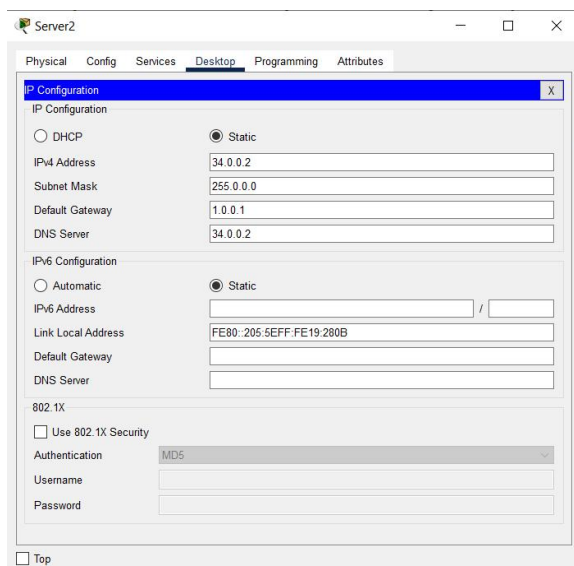 Server2
Physical Config Services Desktop Programming Attributes
IP Configuration X
IP Configuration
DHCP Static
IPv4 Address 34.0.0.2
Subnet Mask 255.0.0.0
Default Gateway 1.0.0.1
DNS Server 34.0.0.2
IPv6 Configuration
Automatic Static
IPv6 Address /
Link Local Address FE80::205:5EFF:FE19:280B
Default Gateway
DNS Server
802.1X
Use 802.1X Security
Authentication MD5
Username
Password
Top